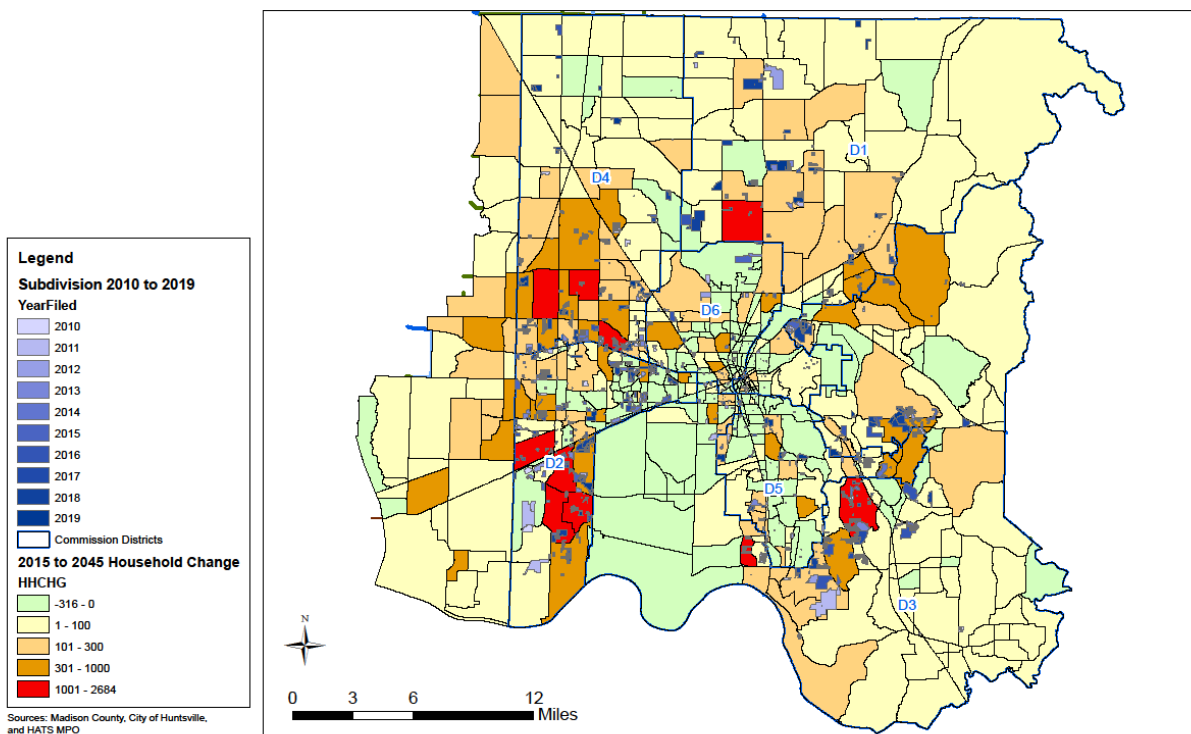 Legend
Subdivision 2010 to 2019
YearFiled
2010
2011
2012
2013
2014
2015
2016
2017
2018
2019
Commission Districts
2015 to 2045 Household Change
HHCHG
-316 - 0
1 - 100
101 - 300
301 - 1000
1001 - 2684
Sources: Madison County, City of Huntsville,
and HATS MPO
D1
D4
D6
D2
D5
D3
N
0 3 6 12
Miles